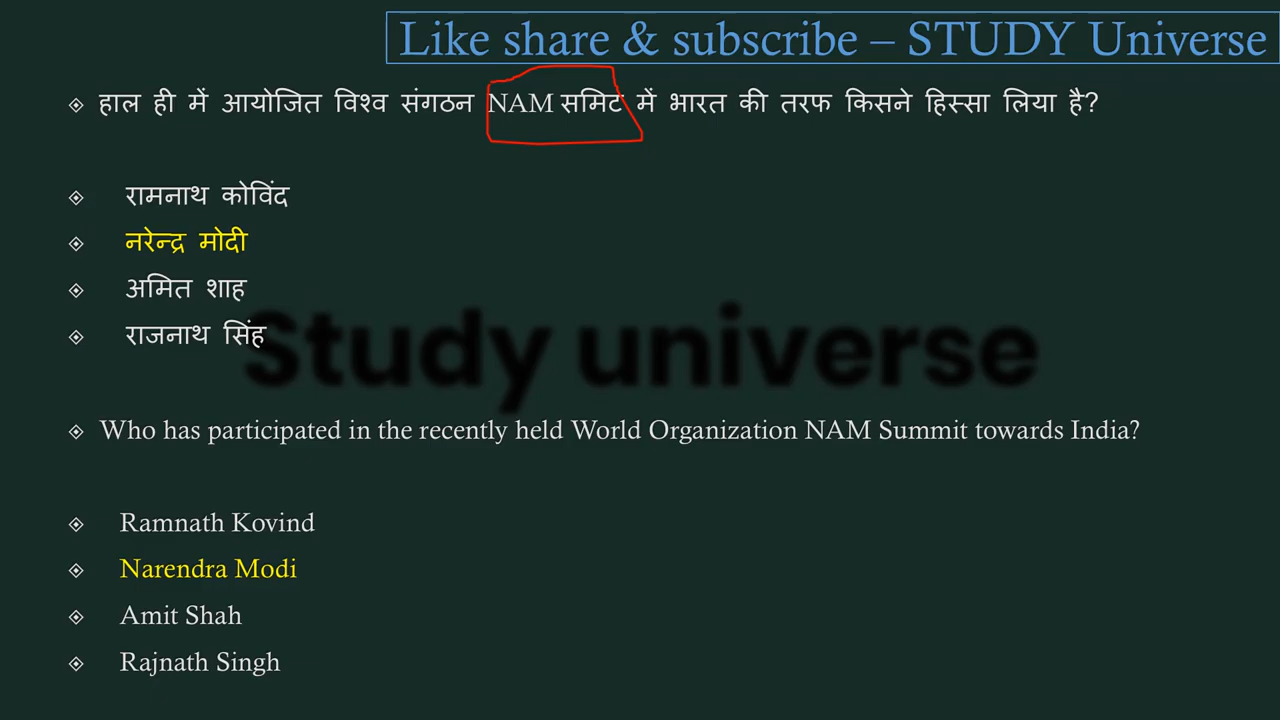 Like share & subscribe – STUDY Universe
हाल ही में आयोजित विश्व संगठन NAM समिट में भारत की तरफ किसने हिस्सा लिया है?
रामनाथ कोविंद
नरेन्द्र मोदी
अमित शाह
राजनाथ सिंह
Study universe
Who has participated in the recently held World Organization NAM Summit towards India?
Ramnath Kovind
Narendra Modi
Amit Shah
Rajnath Singh